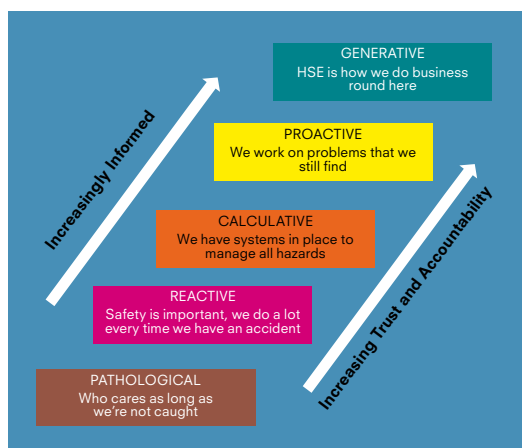 GENERATIVE
HSE is how we do business
round here
PROACTIVE
We work on problems that we
still find
Increasingly Informed
CALCULATIVE
We have systems in place to
manage all hazards
Increasing Trust and Accountability
REACTIVE
Safety is important, we do a lot
every time we have an accident
PATHOLOGICAL
Who cares as long as
we're not caught